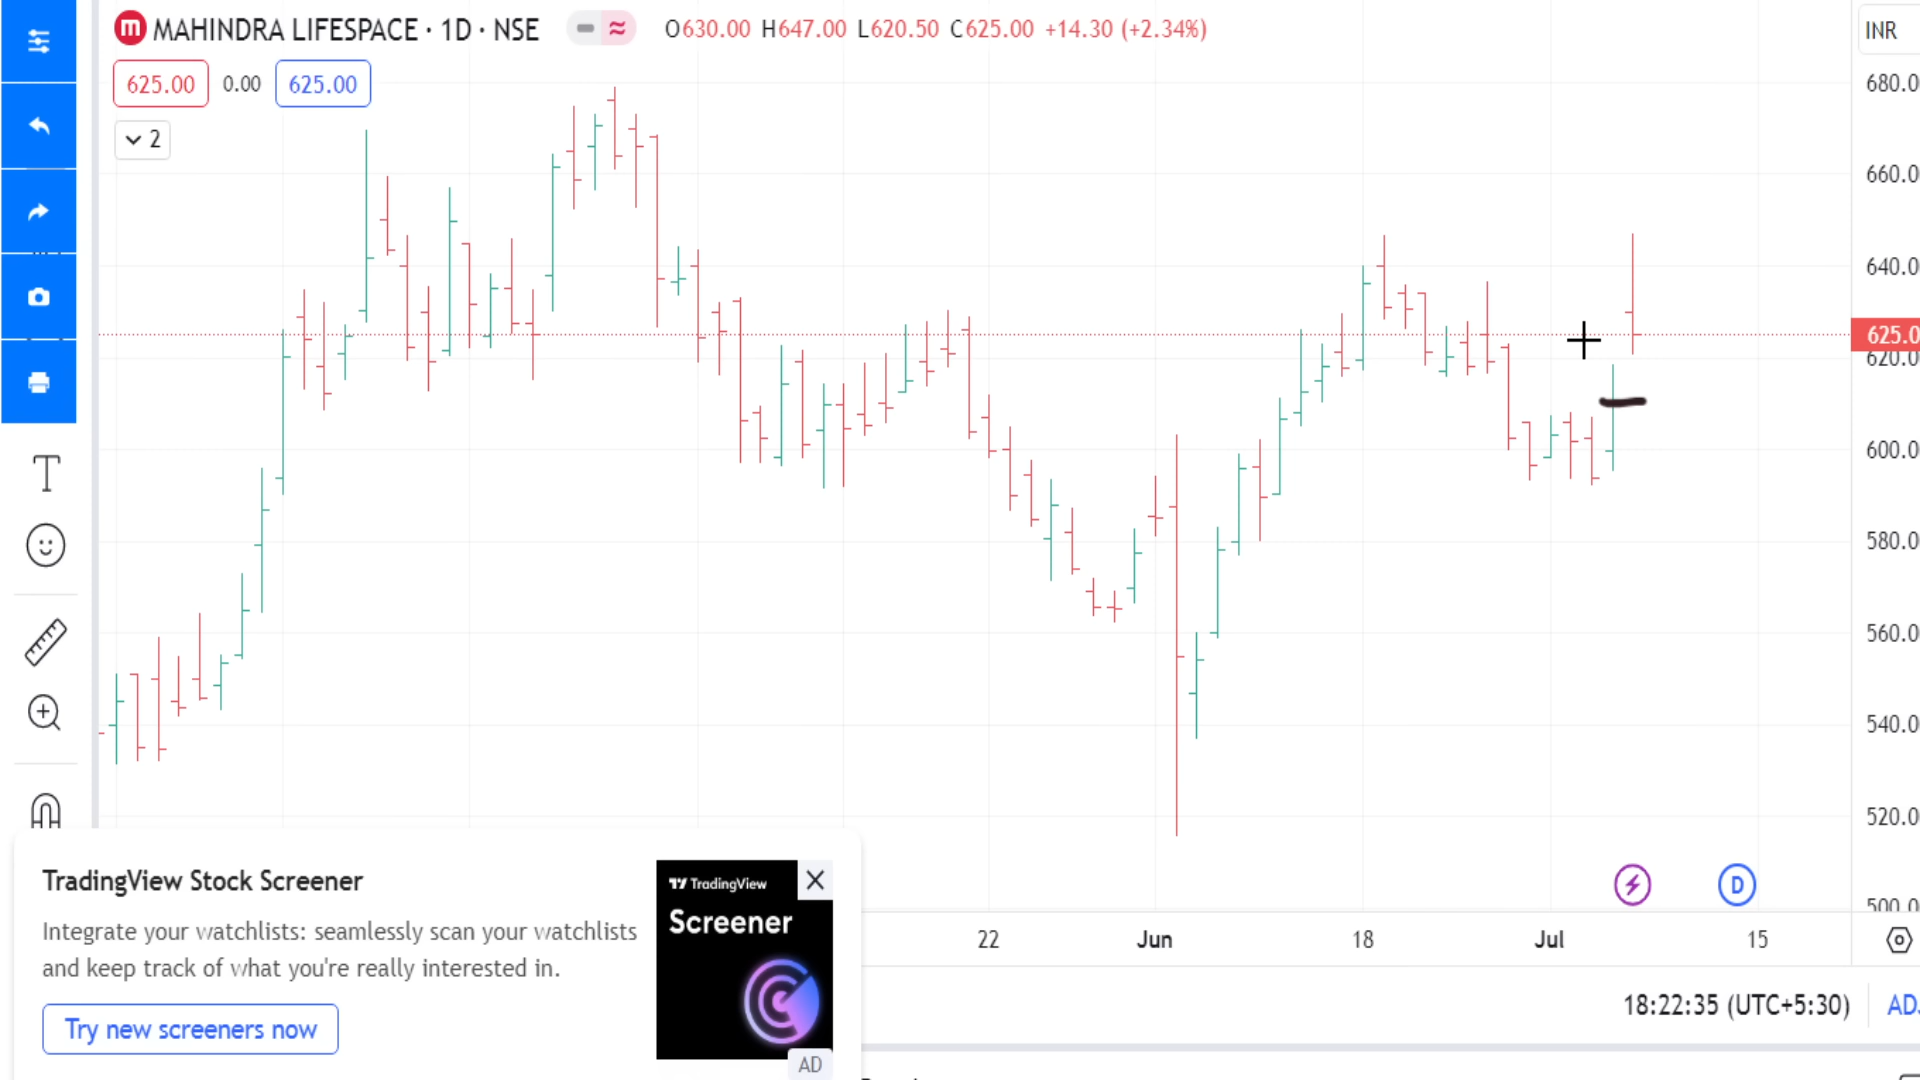 m MAHINDRA LIFESPACE · 1D · NSE O630.00 H647.00 L620.50 C625.00 +14.30 (+2.34%) INR
625.00 0.00 625.00
2
680.0
660.0
640.0
625.0
620.0
600.0
580.0
560.0
540.0
520.0
500.0
D
22 Jun 18 Jul 15
18:22:35 (UTC+5:30) ADJ
TradingView Stock Screener
Integrate your watchlists: seamlessly scan your watchlists
and keep track of what you're really interested in.
Try new screeners now
TradingView
Screener
AD